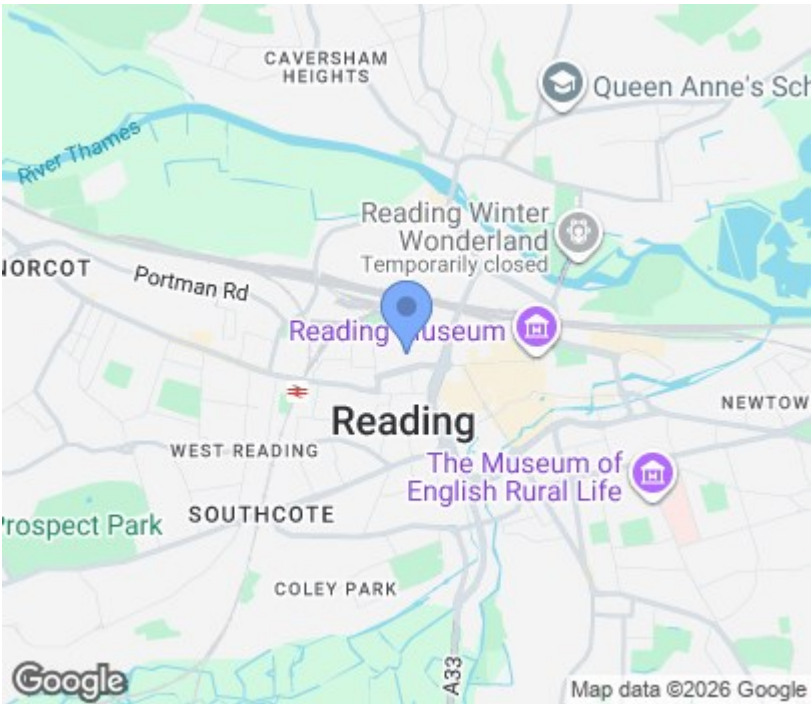 CAVERSHAM
HEIGHTS
Queen Anne's Sch
River Thames
Reading Winter
Wonderland
Temporarily closed
NORCOT
Portman Rd
Reading Museum
Reading
NEWTOW
WEST READING
The Museum of
English Rural Life
SOUTHCOTE
Prospect Park
COLEY PARK
A33
Google
Map data ©2026 Google